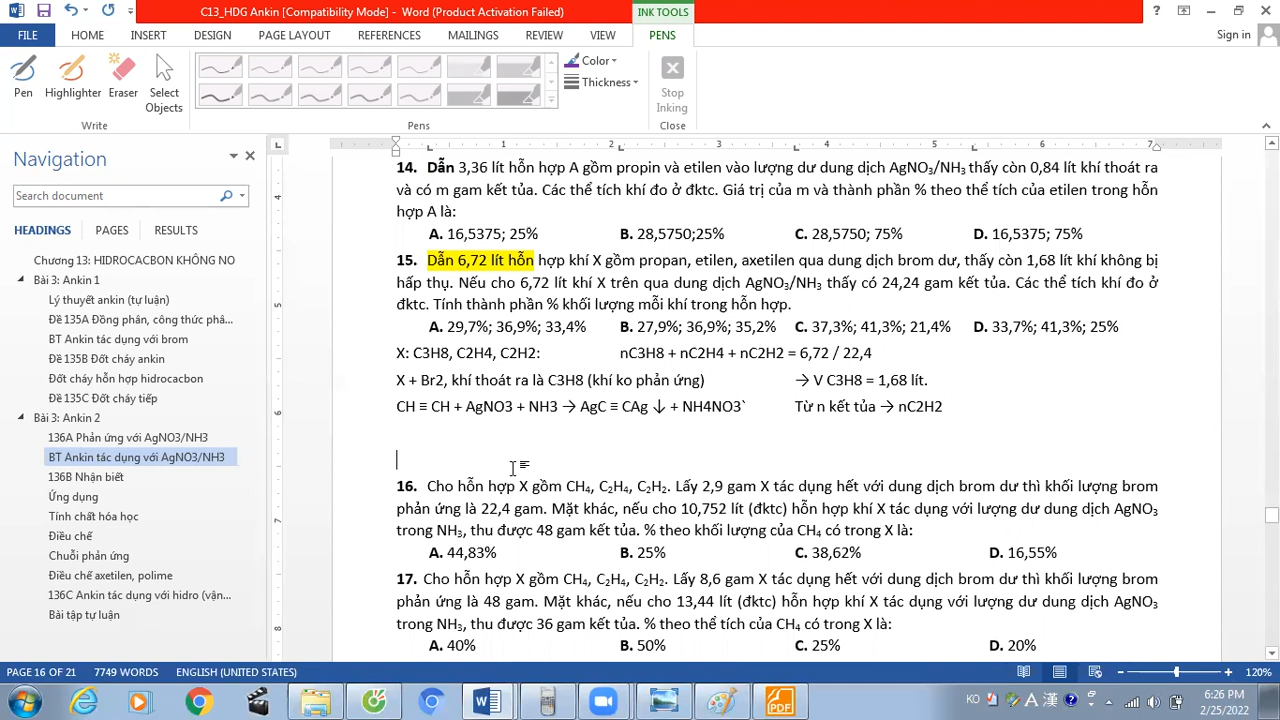 C13_HDG Ankin [Compatibility Mode] - Word (Product Activation Failed)
INK TOOLS
Sign in
FILE HOME INSERT DESIGN PAGE LAYOUT REFERENCES MAILINGS REVIEW VIEW PENS
Pen Highlighter Eraser Select Objects
Color
Thickness
Stop Inking
Write Pens Close
Navigation
Search document
HEADINGS PAGES RESULTS
Chương 13: HIDROCACBON KHÔNG NO
Bài 3: Ankin 1
Lý thuyết ankin (tự luận)
Đề 135A Đồng phân, công thức phâ...
BT Ankin tác dụng với brom
Đề 135B Đốt cháy ankin
Đốt cháy hỗn hợp hidrocacbon
Đề 135C Đốt cháy tiếp
Bài 3: Ankin 2
136A Phản ứng với AgNO3/NH3
BT Ankin tác dụng với AgNO3/NH3
136B Nhận biết
Ứng dụng
Tính chất hóa học
Điều chế
Chuỗi phản ứng
Điều chế axetilen, polime
136C Ankin tác dụng với hidro (vận...
Bài tập tự luận
1 2 3 4 5 6 7
4
5
6
7
8
14. Dẫn 3,36 lít hỗn hợp A gồm propin và etilen vào lượng dư dung dịch AgNO₃/NH₃ thấy còn 0,84 lít khí thoát ra
và có m gam kết tủa. Các thể tích khí đo ở đktc. Giá trị của m và thành phần % theo thể tích của etilen trong hỗn
hợp A là:
A. 16,5375; 25% B. 28,5750;25% C. 28,5750; 75% D. 16,5375; 75%
15. Dẫn 6,72 lít hỗn hợp khí X gồm propan, etilen, axetilen qua dung dịch brom dư, thấy còn 1,68 lít khí không bị
hấp thụ. Nếu cho 6,72 lít khí X trên qua dung dịch AgNO₃/NH₃ thấy có 24,24 gam kết tủa. Các thể tích khí đo ở
đktc. Tính thành phần % khối lượng mỗi khí trong hỗn hợp.
A. 29,7%; 36,9%; 33,4% B. 27,9%; 36,9%; 35,2% C. 37,3%; 41,3%; 21,4% D. 33,7%; 41,3%; 25%
X: C3H8, C2H4, C2H2: nC3H8 + nC2H4 + nC2H2 = 6,72 / 22,4
X + Br2, khí thoát ra là C3H8 (khí ko phản ứng) → V C3H8 = 1,68 lít.
CH ≡ CH + AgNO3 + NH3 → AgC ≡ CAg ↓ + NH4NO3` Từ n kết tủa → nC2H2
16. Cho hỗn hợp X gồm CH₄, C₂H₄, C₂H₂. Lấy 2,9 gam X tác dụng hết với dung dịch brom dư thì khối lượng brom
phản ứng là 22,4 gam. Mặt khác, nếu cho 10,752 lít (đktc) hỗn hợp khí X tác dụng với lượng dư dung dịch AgNO₃
trong NH₃, thu được 48 gam kết tủa. % theo khối lượng của CH₄ có trong X là:
A. 44,83% B. 25% C. 38,62% D. 16,55%
17. Cho hỗn hợp X gồm CH₄, C₂H₄, C₂H₂. Lấy 8,6 gam X tác dụng hết với dung dịch brom dư thì khối lượng brom
phản ứng là 48 gam. Mặt khác, nếu cho 13,44 lít (đktc) hỗn hợp khí X tác dụng với lượng dư dung dịch AgNO₃
trong NH₃, thu được 36 gam kết tủa. % theo thể tích của CH₄ có trong X là:
A. 40% B. 50% C. 25% D. 20%
PAGE 16 OF 21 7749 WORDS ENGLISH (UNITED STATES) 120%
KO A 漢
6:26 PM
2/25/2022
PDF